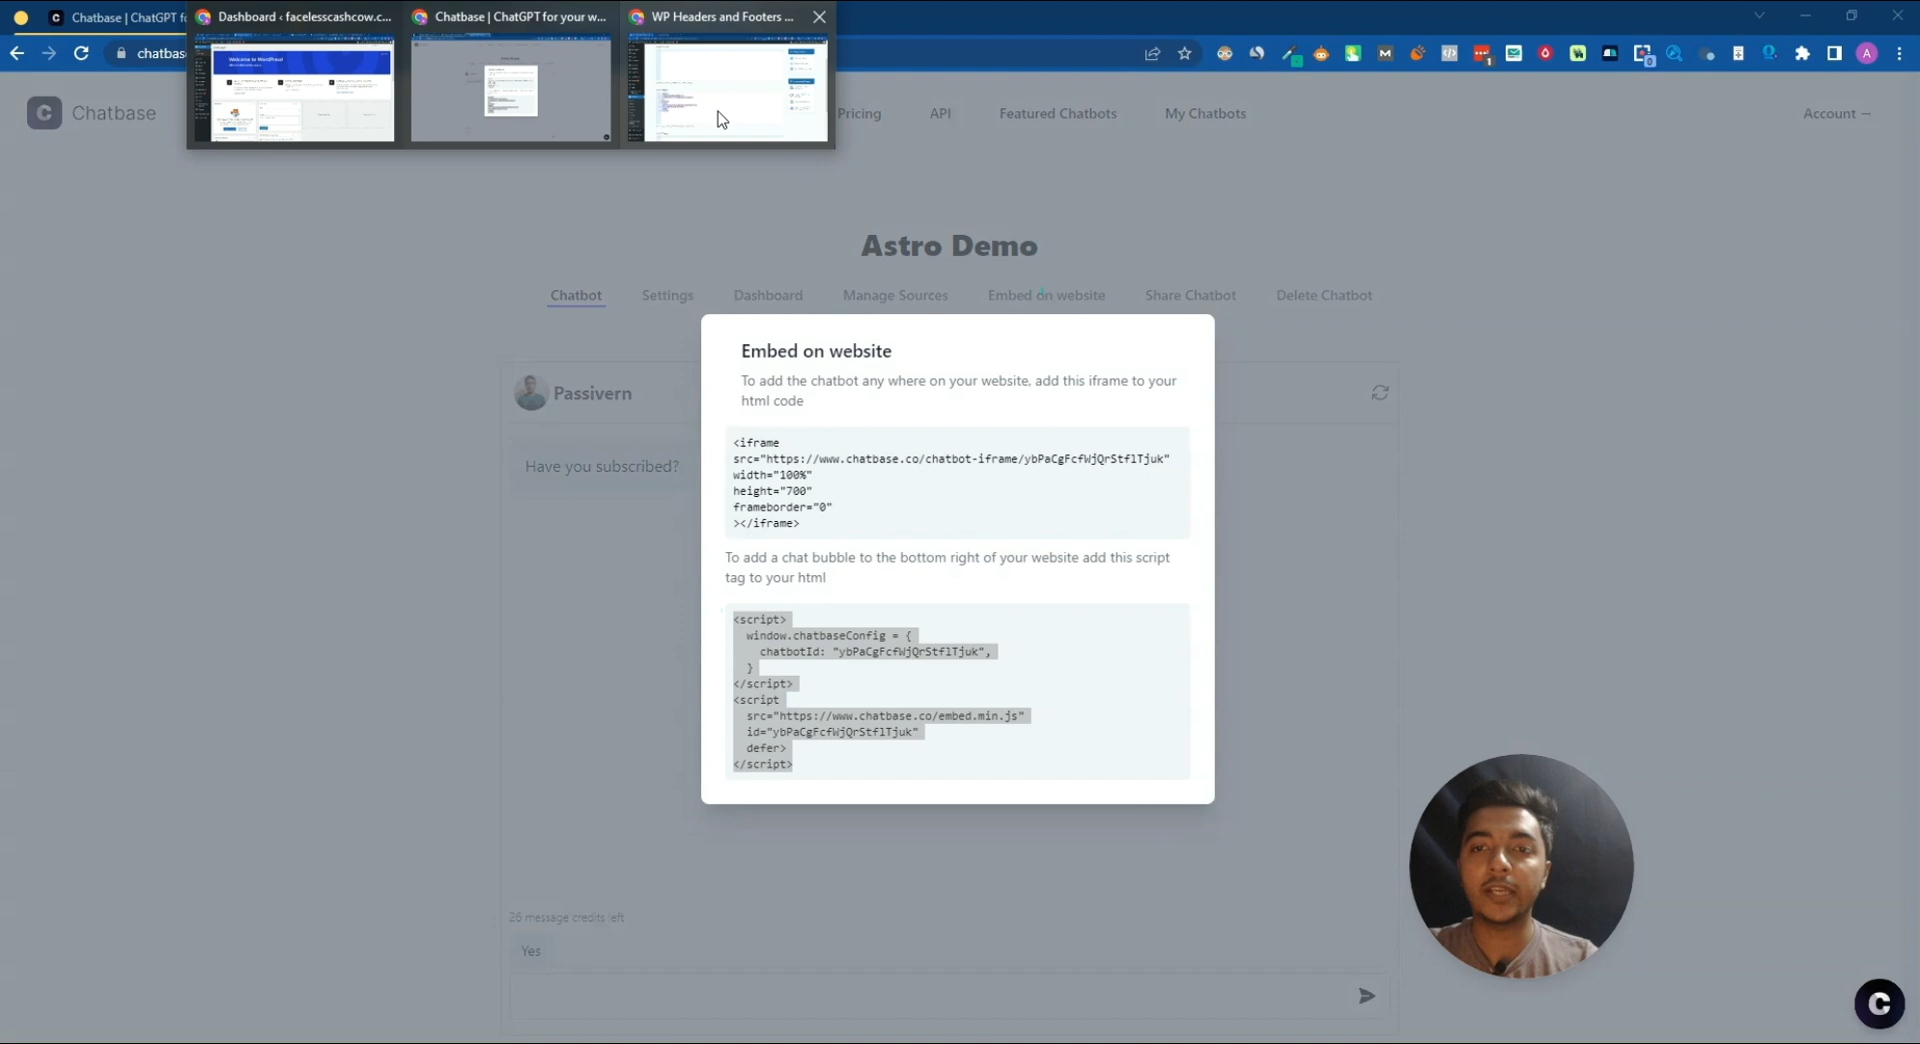 Chatbase | ChatGPT f
Dashboard ‹ facelesscashcow.c...
Chatbase | ChatGPT for your w...
WP Headers and Footers ...
chatbas
Welcome to WordPress!
Chatbase
Pricing
API
Featured Chatbots
My Chatbots
Account
Astro Demo
Chatbot
Settings
Dashboard
Manage Sources
Embed on website
Share Chatbot
Delete Chatbot
Embed on website
To add the chatbot any where on your website, add this iframe to your
html code
Passivern
Have you subscribed?
<iframe
src="https://www.chatbase.co/chatbot-iframe/ybPaCgFcfWjQrStflTjuk"
width="100%"
height="700"
frameborder="0"
></iframe>
To add a chat bubble to the bottom right of your website add this script
tag to your html
<script>
window.chatbaseConfig = {
chatbotId: "ybPaCgFcfWjQrStflTjuk",
}
</script>
<script
src="https://www.chatbase.co/embed.min.js"
id="ybPaCgFcfWjQrStflTjuk"
defer>
</script>
26 message credits left
Yes